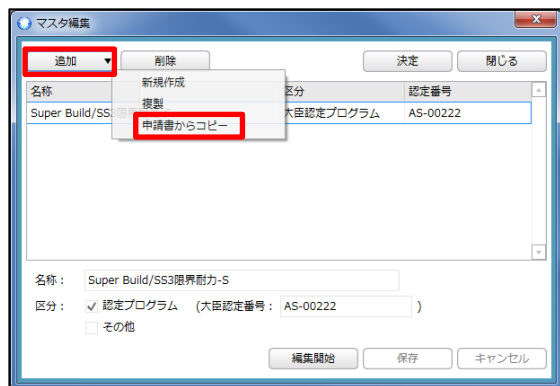 マスタ編集
追加 ▼ 削除 決定 閉じる
新規作成
複製
申請書からコピー
名称 区分 認定番号
Super Build/SS3 大臣認定プログラム AS-00222
名称： Super Build/SS3限界耐力-S
区分： ✓ 認定プログラム (大臣認定番号： AS-00222 )
その他
編集開始 保存 キャンセル